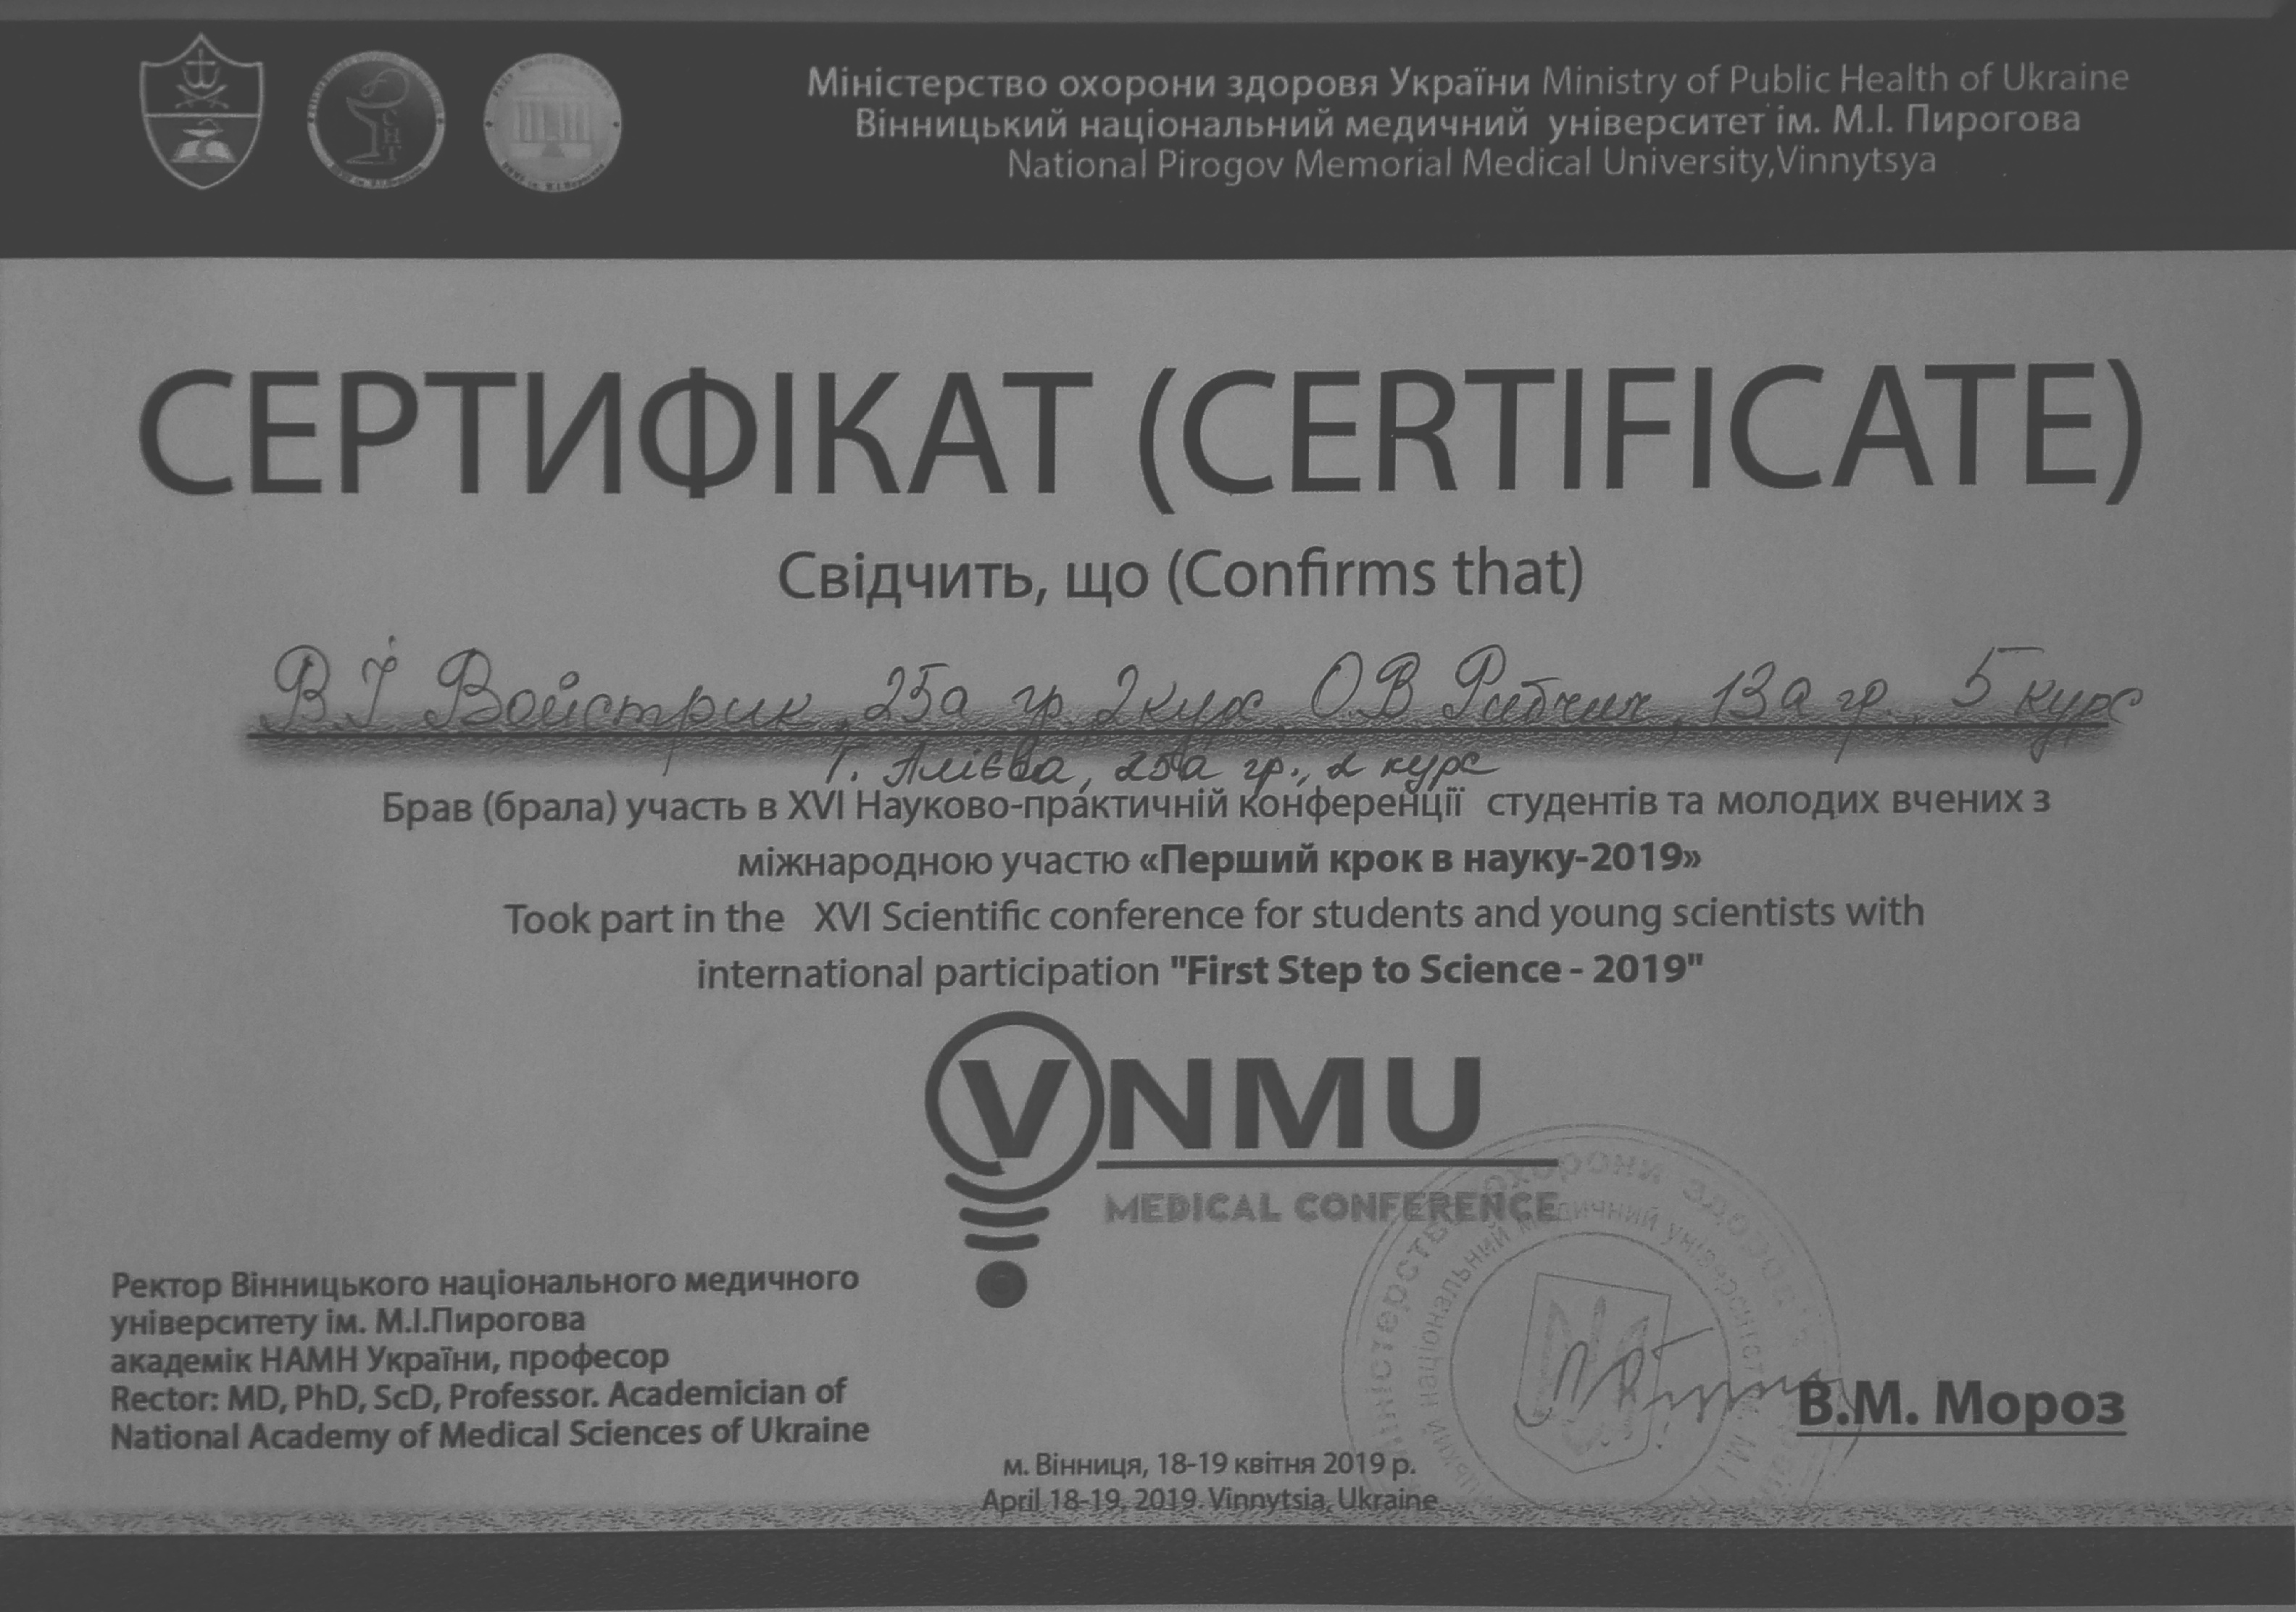 Міністерство охорони здоровя України Ministry of Public Health of Ukraine
Вінницький національний медичний університет ім. М.І. Пирогова
National Pirogov Memorial Medical University,Vinnytsya
СЕРТИФІКАТ (CERTIFICATE)
Свідчить, що (Confirms that)
В.І Войстрик, 25а гр. 2 курс, О.В. Рибчич, 13а гр., 5 курс
Г. Алієва, 25а гр., 2 курс
Брав (брала) участь в XVI Науково-практичній конференції студентів та молодих вчених з
міжнародною участю «Перший крок в науку-2019»
Took part in the XVI Scientific conference for students and young scientists with
international participation "First Step to Science - 2019"
VNMU
MEDICAL CONFERENCE
Ректор Вінницького національного медичного
університету ім. М.І.Пирогова
академік НАМН України, професор
Rector: MD, PhD, ScD, Professor. Academician of
National Academy of Medical Sciences of Ukraine
В.М. Мороз
м. Вінниця, 18-19 квітня 2019 р.
April 18-19, 2019. Vinnytsia, Ukraine